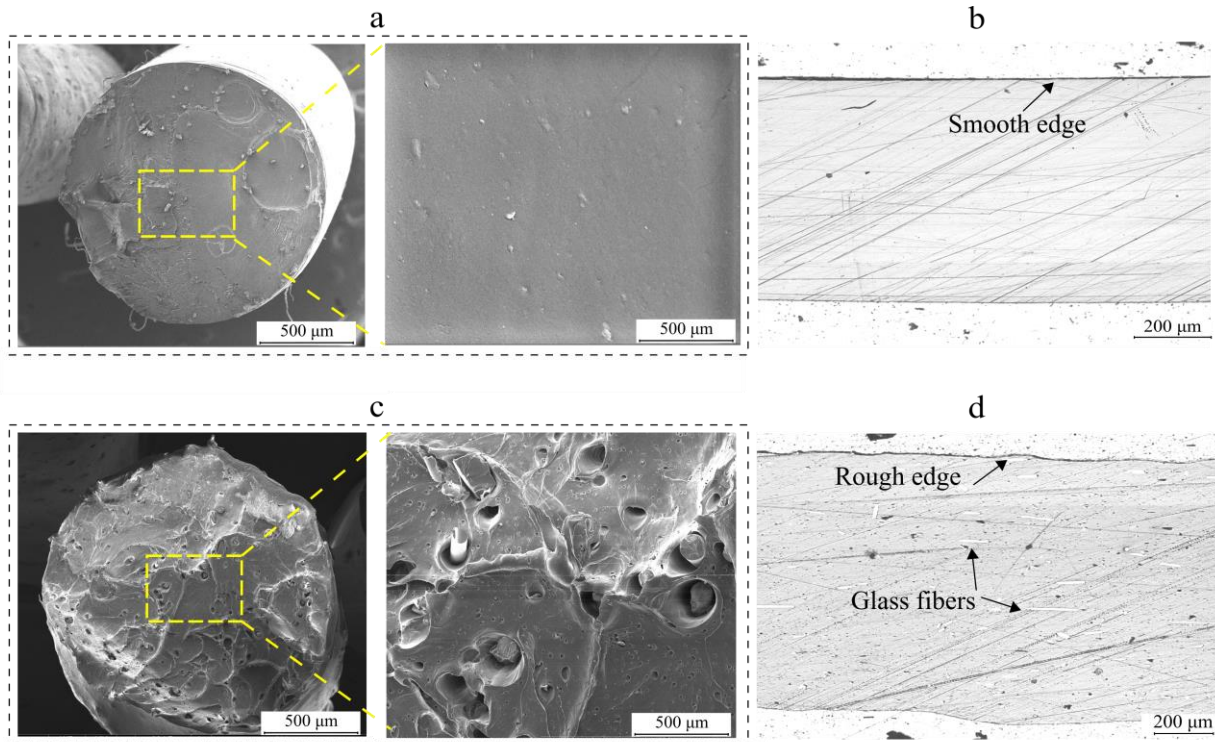 a
b
Smooth edge
500 μm
500 μm
200 μm
c
d
Rough edge
Glass fibers
500 μm
500 μm
200 μm